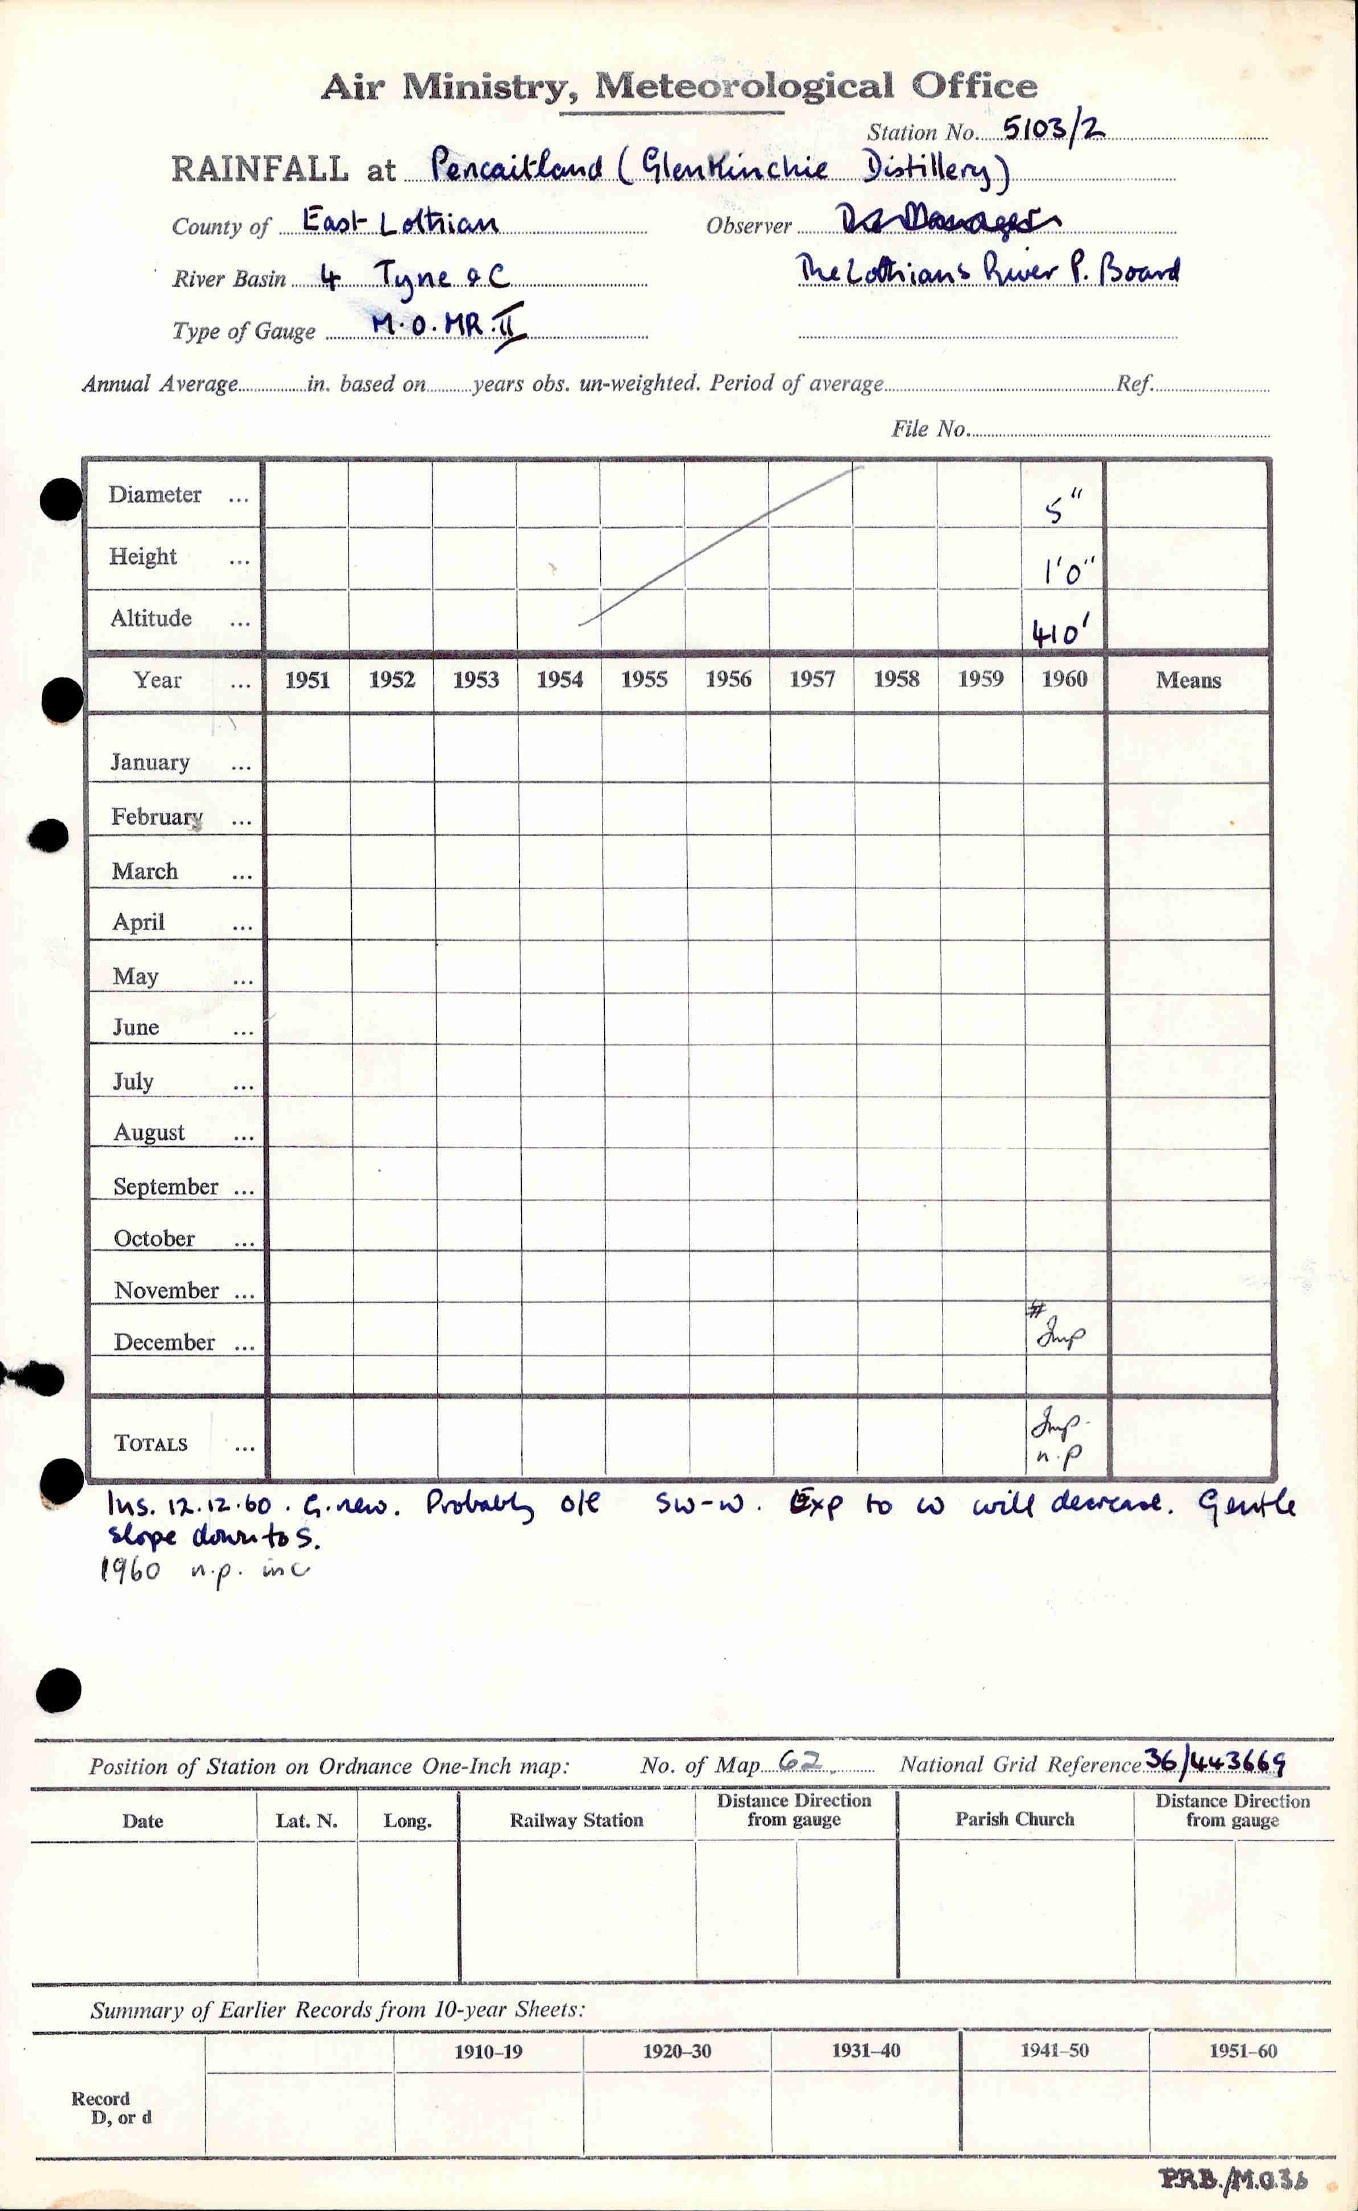 Air Ministry, Meteorological Office
Station No. 5103/2
RAINFALL at Pencaitland (GlenKinchie Distillery)
County of East Lothian Observer The Manager
River Basin 4 Tyne & C The Lothians River P. Board
Type of Gauge M.O. MR. II
Annual Average in. based on years obs. un-weighted. Period of average Ref.
File No.
Diameter ... 5"
Height ... 1'0"
Altitude ... 410'
Year ... 1951 1952 1953 1954 1955 1956 1957 1958 1959 1960 Means
January ...
February ...
March ...
April ...
May ...
June ...
July ...
August ...
September ...
October ...
November ...
December ... # Imp
TOTALS ... Imp. n.p
Ins. 12.12.60. G. new. Probably o/e SW-W. Exp to W will decrease. Gentle
slope down to S.
1960 n.p. inc
Position of Station on Ordnance One-Inch map: No. of Map 62. National Grid Reference 36/443669
Date Lat. N. Long. Railway Station Distance Direction from gauge Parish Church Distance Direction from gauge
Summary of Earlier Records from 10-year Sheets:
1910–19 1920–30 1931–40 1941–50 1951–60
Record
D, or d
P.R.B./M.O.36